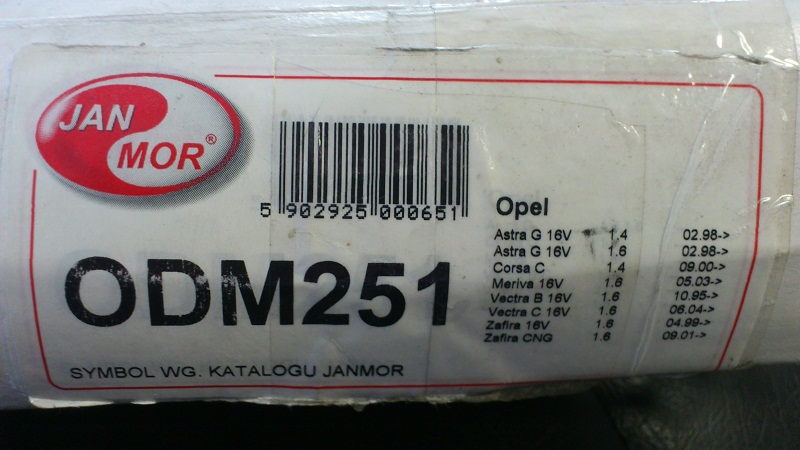 JAN
MOR®
5 902925 000651
ODM251
SYMBOL WG. KATALOGU JANMOR
Opel
Astra G 16V 1.4 02.98->
Astra G 16V 1.6 02.98->
Corsa C 1.4 09.00->
Meriva 16V 1.6 05.03->
Vectra B 16V 1.6 10.95->
Vectra C 16V 1.6 06.04->
Zafira 16V 1.6 04.99->
Zafira CNG 1.6 09.01->